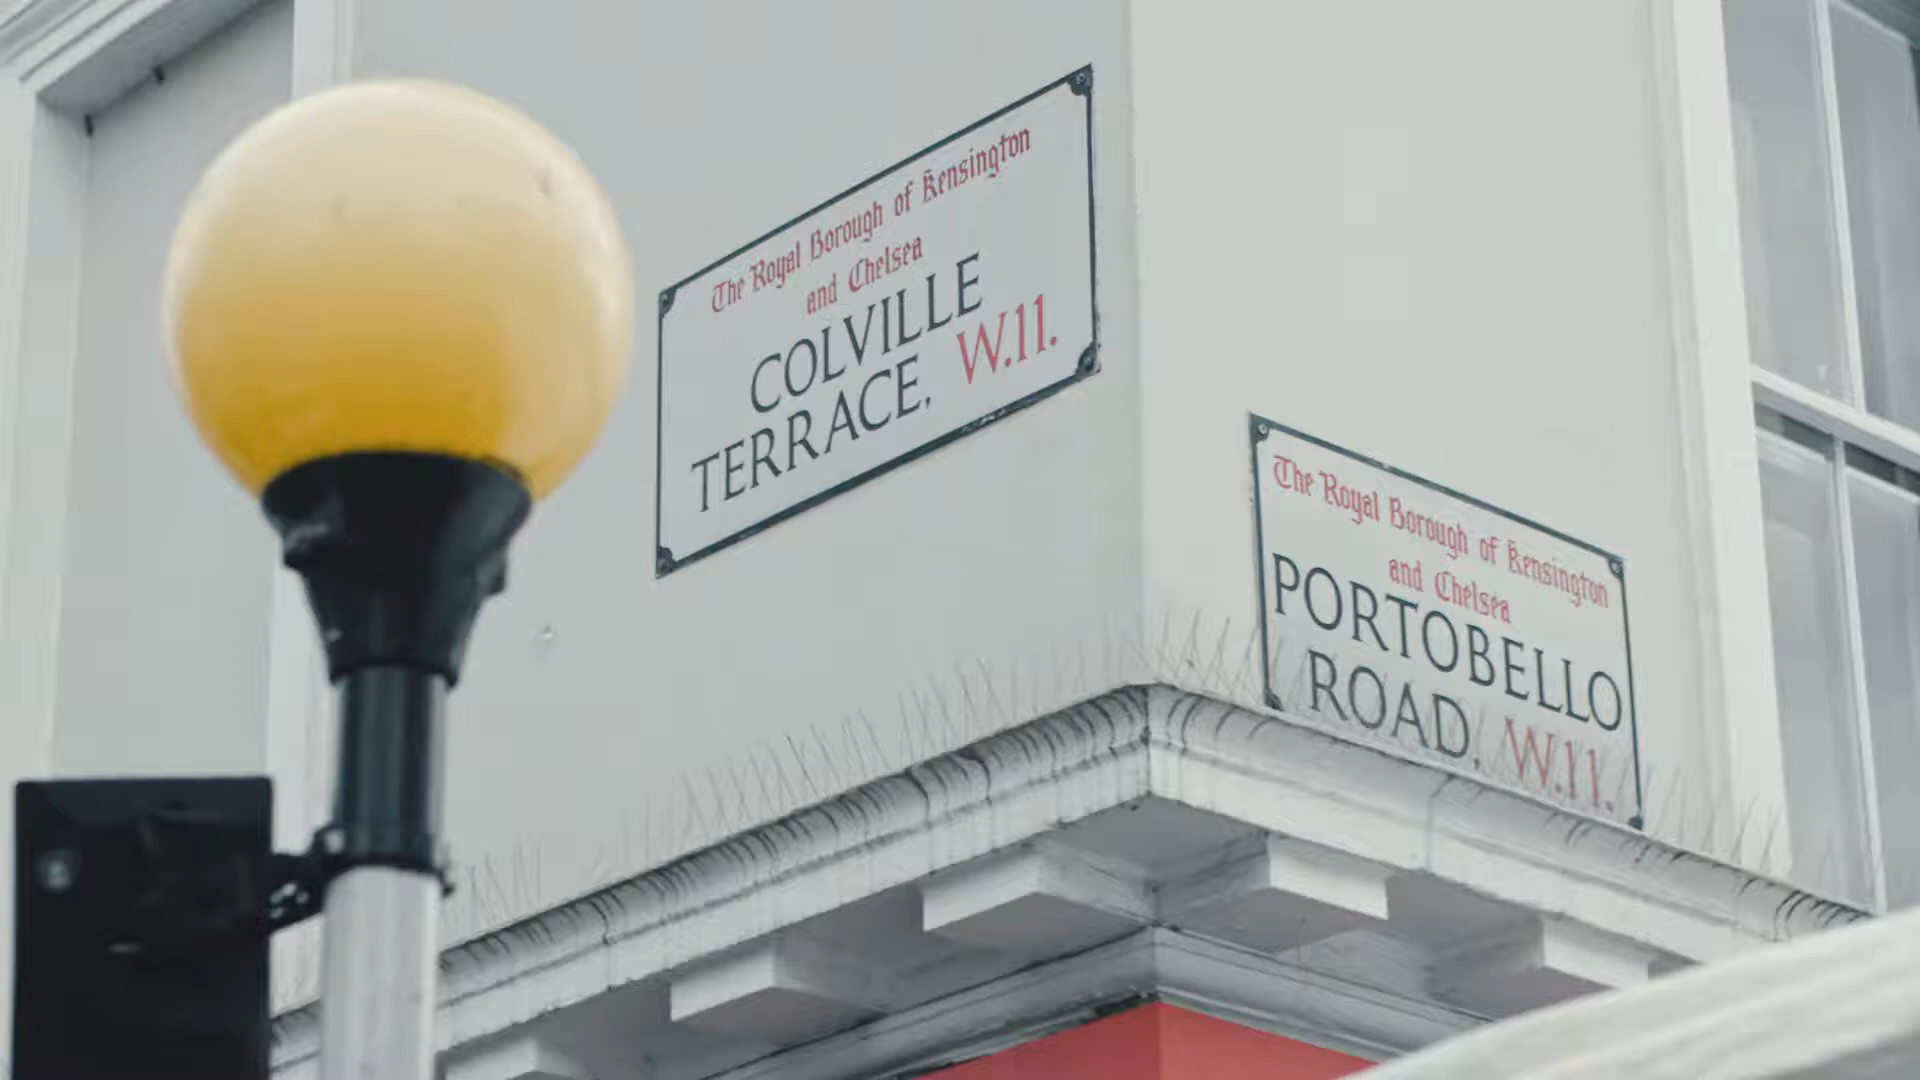 The Royal Borough of Kensington
and Chelsea
COLVILLE
TERRACE, W.11.
The Royal Borough of Kensington
and Chelsea
PORTOBELLO
ROAD, W.11.